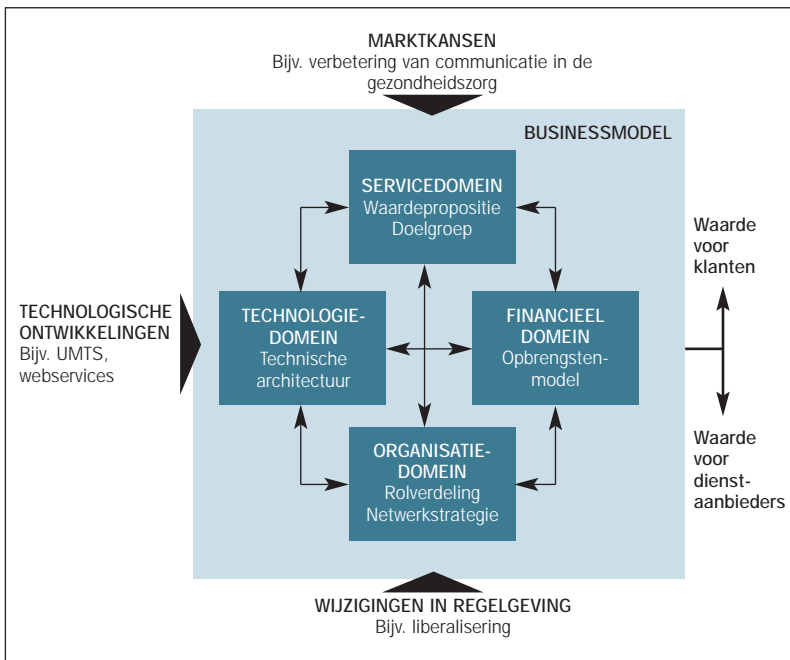 MARKTKANSEN
Bijv. verbetering van communicatie in de
gezondheidszorg
BUSINESSMODEL
SERVICEDOMEIN
Waardepropositie
Doelgroep
TECHNOLOGISCHE
ONTWIKKELINGEN
Bijv. UMTS,
webservices
TECHNOLOGIE-
DOMEIN
Technische
architectuur
FINANCIEEL
DOMEIN
Opbrengsten-
model
Waarde
voor
klanten
Waarde
voor
dienst-
aanbieders
ORGANISATIE-
DOMEIN
Rolverdeling
Netwerkstrategie
WIJZIGINGEN IN REGELGEVING
Bijv. liberalisering